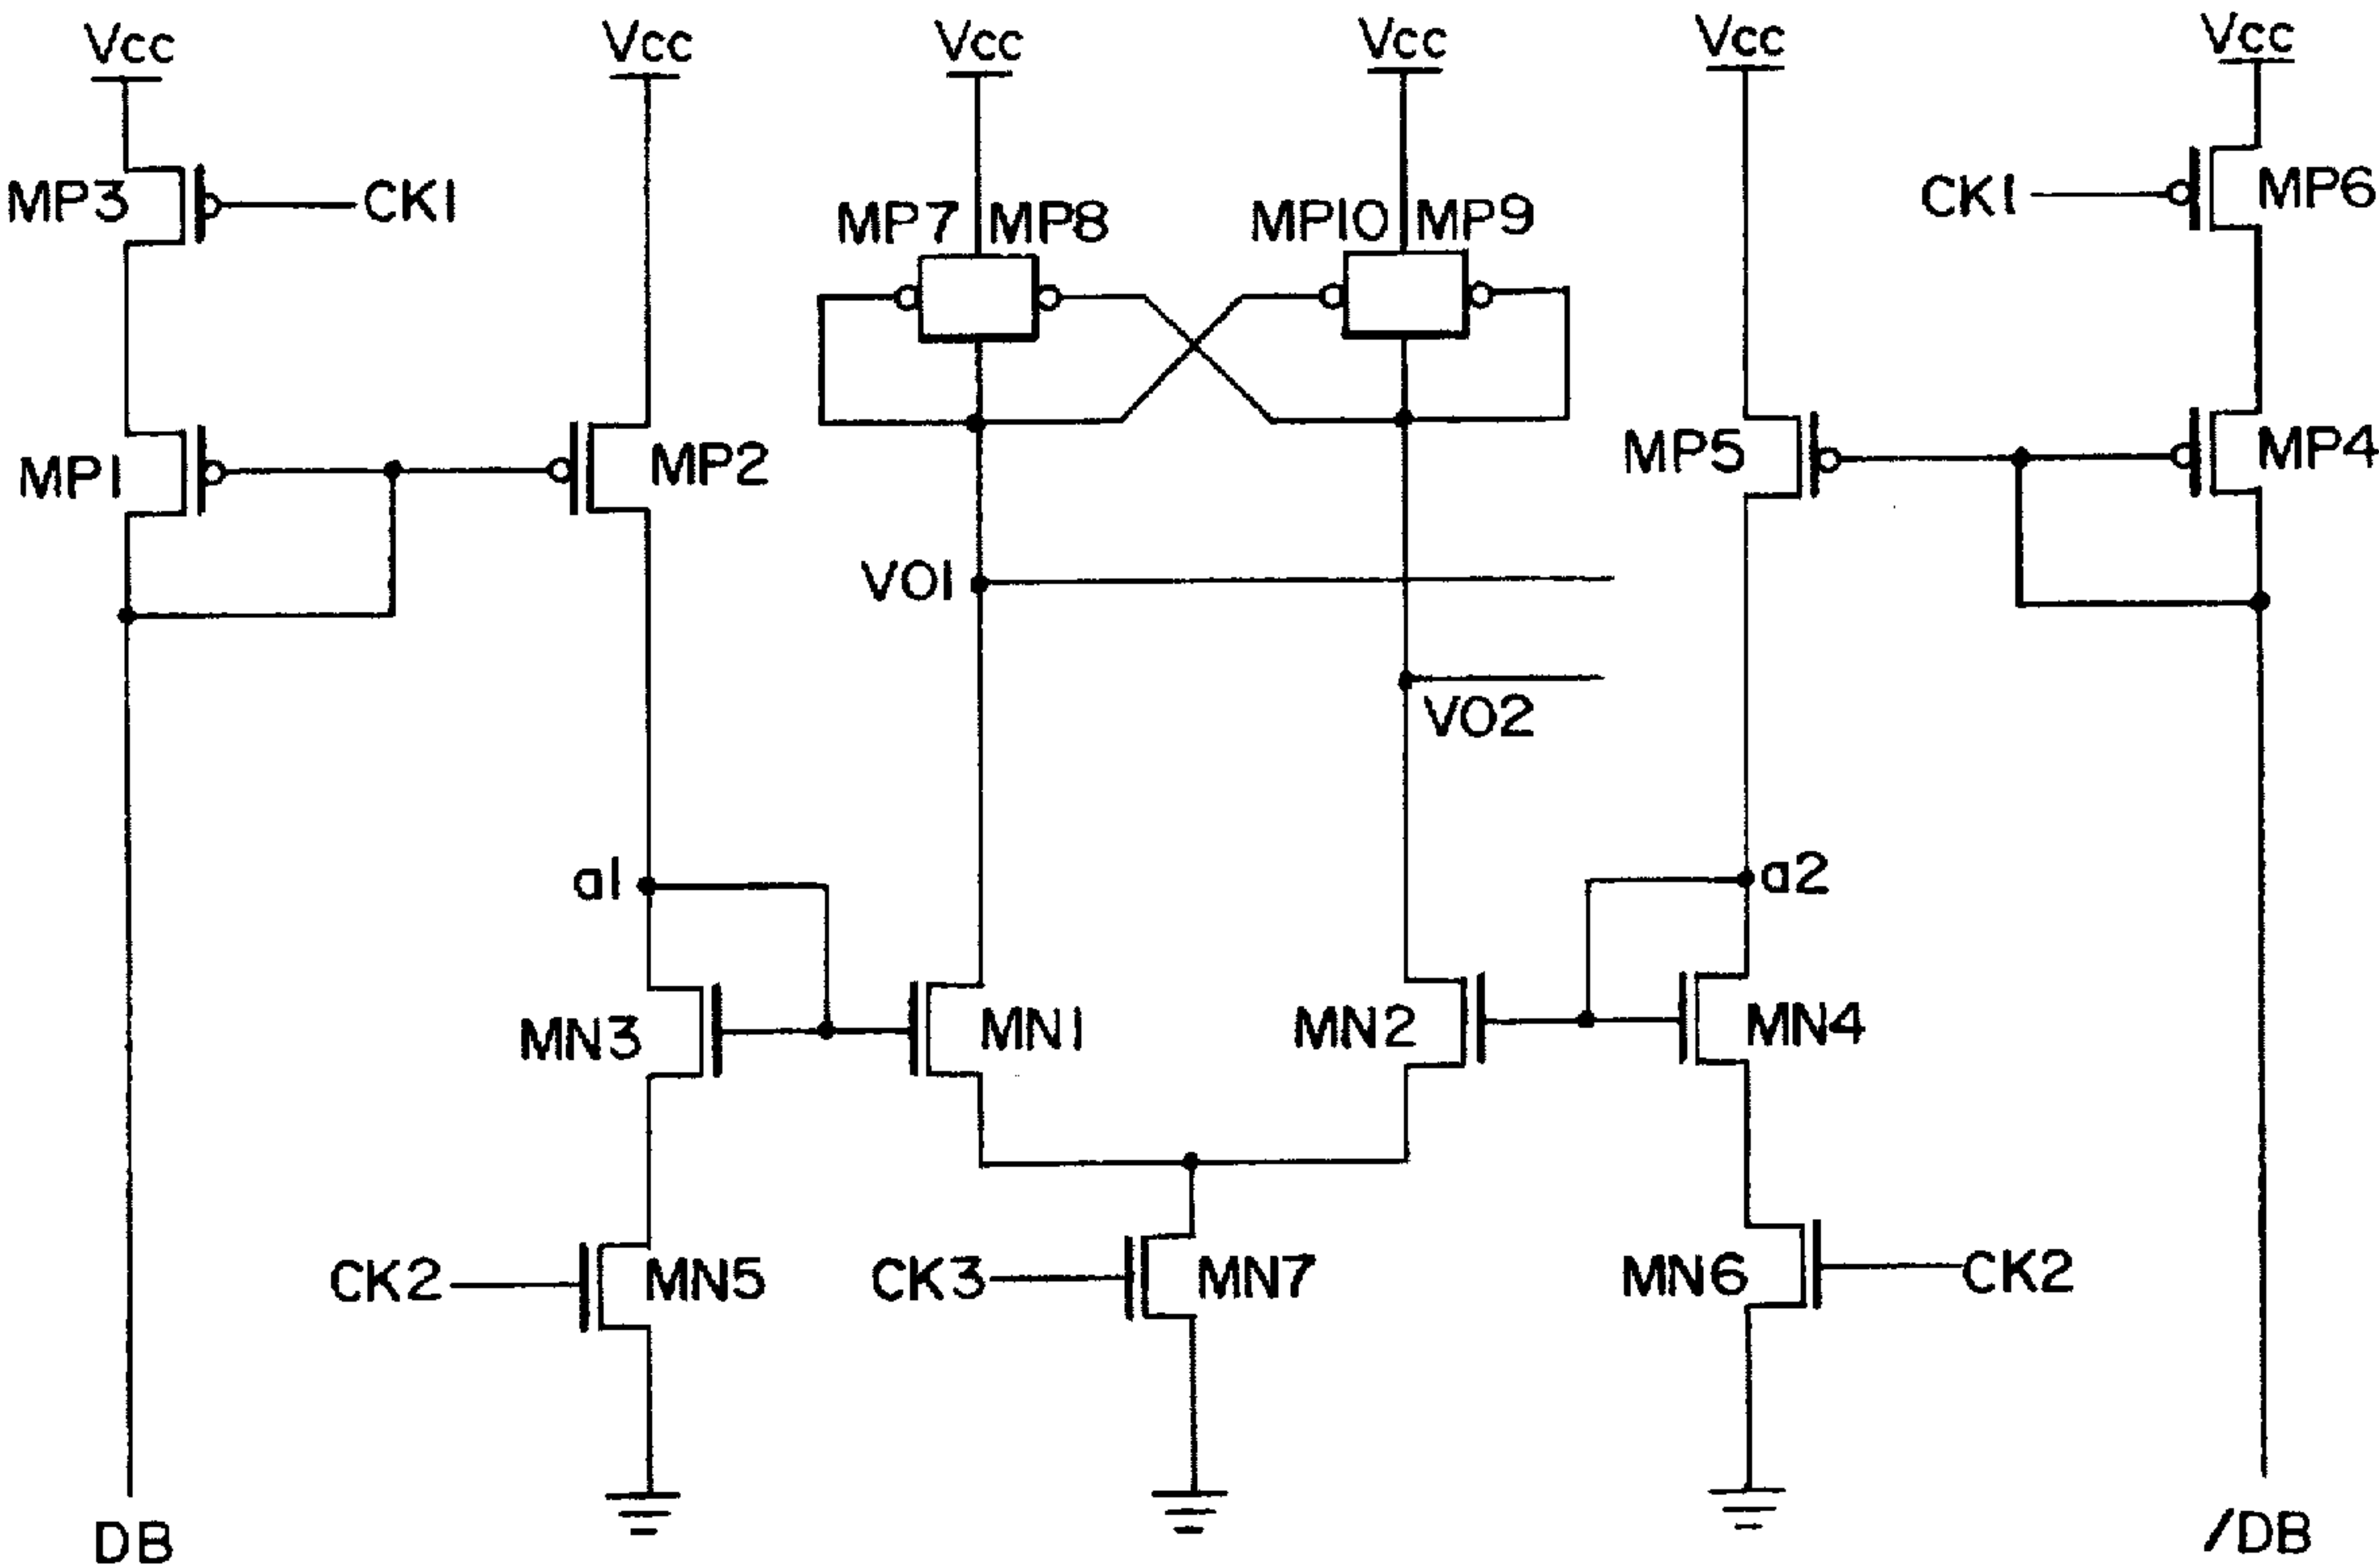 Vcc Vcc Vcc Vcc Vcc Vcc
MP3 CK1 MP7 MP8 MP10 MP9 CK1 MP6
MP1 MP2 MP5 MP4
VO1
VO2
a1 a2
MN3 MN1 MN2 MN4
CK2 MN5 CK3 MN7 MN6 CK2
DB /DB